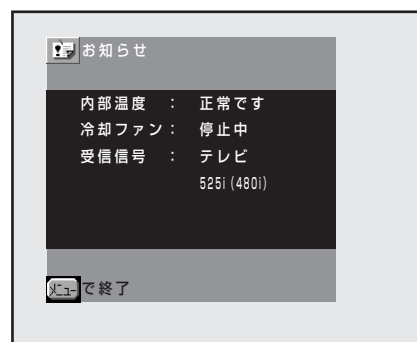 お知らせ
内部温度 ： 正常です
冷却ファン： 停止中
受信信号 ： テレビ
525i (480i)
メニューで終了